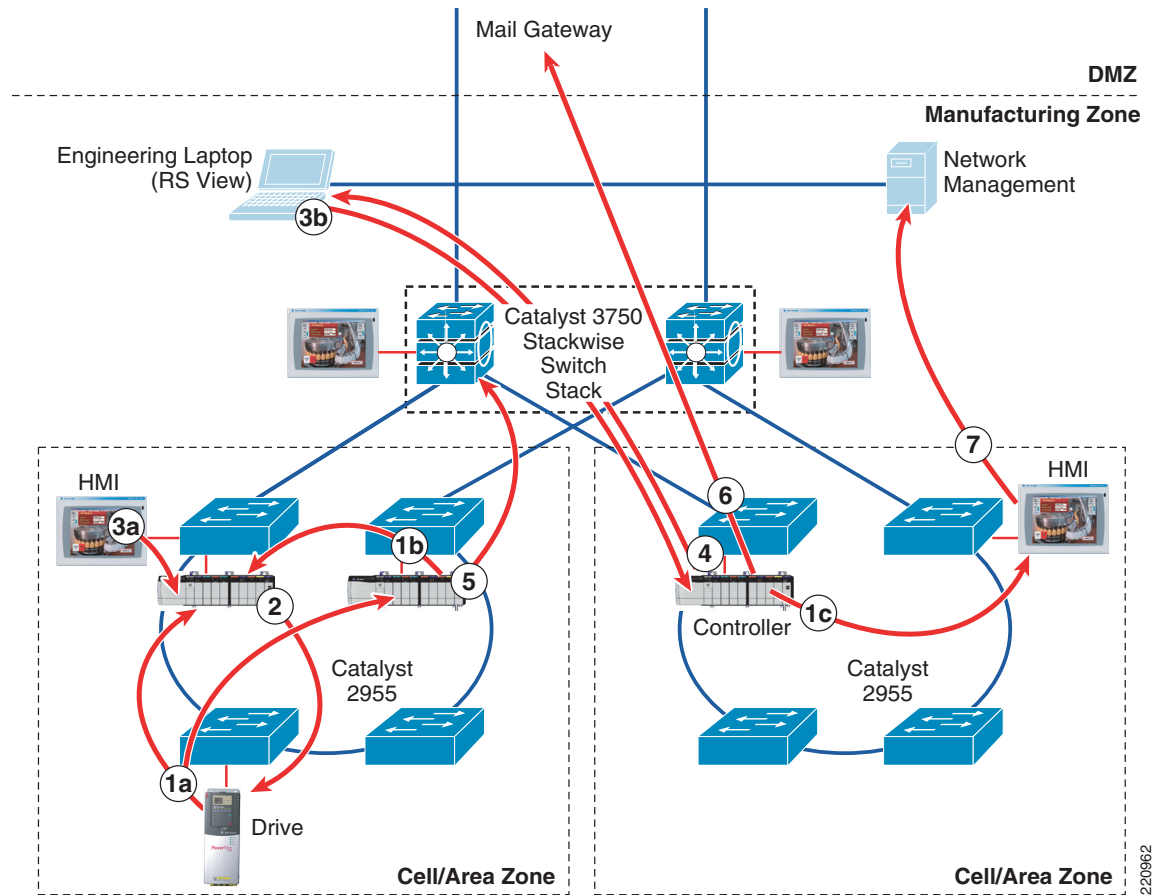 Mail Gateway
DMZ
Manufacturing Zone
Engineering Laptop
(RS View)
Network
Management
3b
Catalyst 3750
Stackwise
Switch
Stack
7
HMI
HMI
6
3a
1b
4
5
2
1c
Controller
Catalyst
2955
Catalyst
2955
1a
Drive
PowerFlex
Cell/Area Zone
Cell/Area Zone
220962